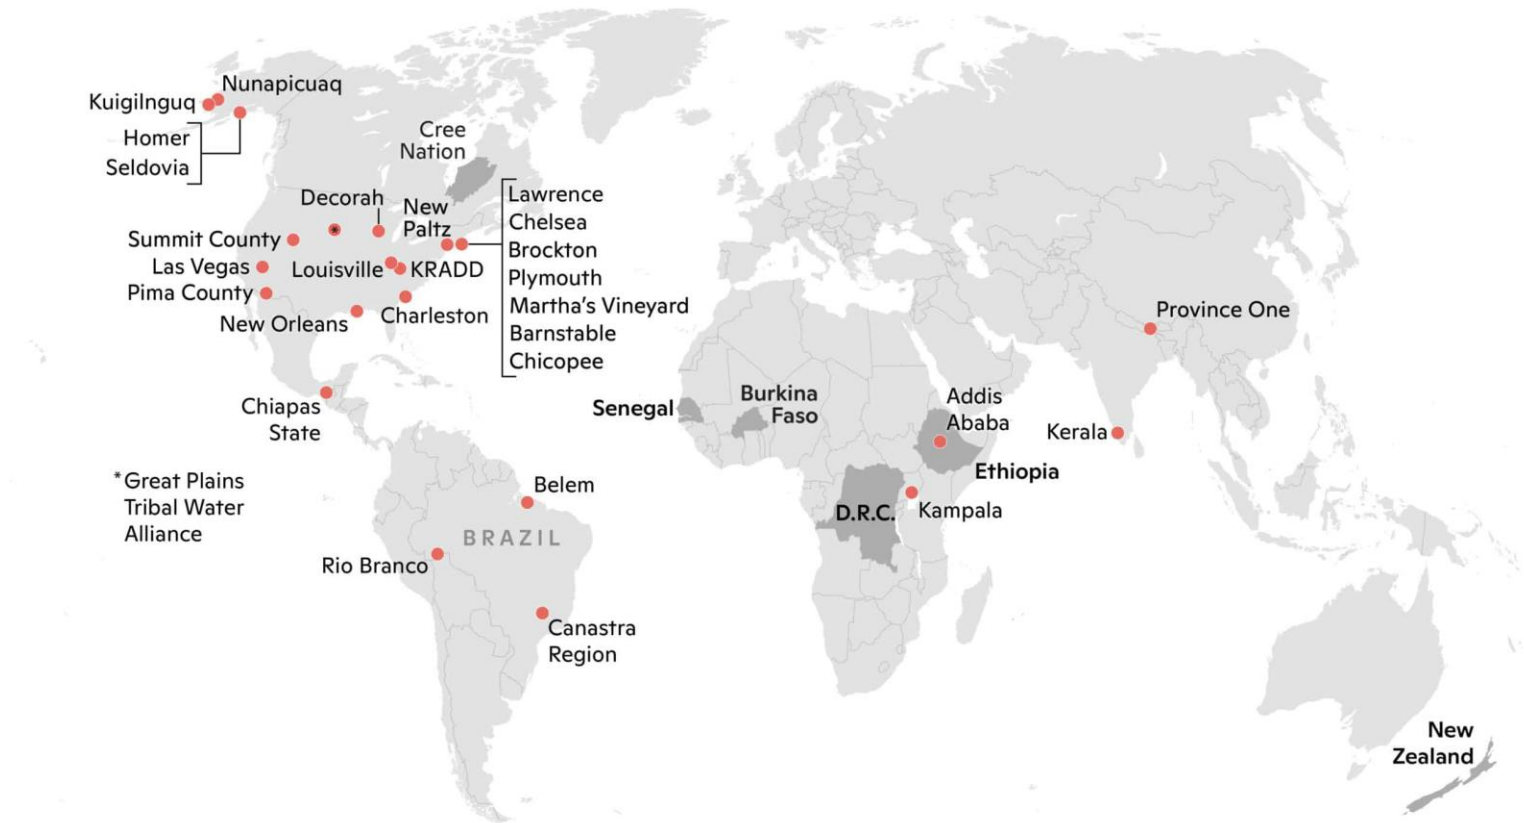 Nunapicuaq
Kuigilnguq
Homer
Seldovia
Cree
Nation
Decorah
New
Paltz
Lawrence
Chelsea
Brockton
Plymouth
Martha's Vineyard
Barnstable
Chicopee
Summit County
*
Las Vegas
Louisville
KRADD
Pima County
New Orleans
Charleston
Province One
Chiapas
State
Senegal
Burkina
Faso
Addis
Ababa
Kerala
Ethiopia
*Great Plains
Tribal Water
Alliance
Belem
BRAZIL
D.R.C.
Kampala
Rio Branco
Canastra
Region
New
Zealand